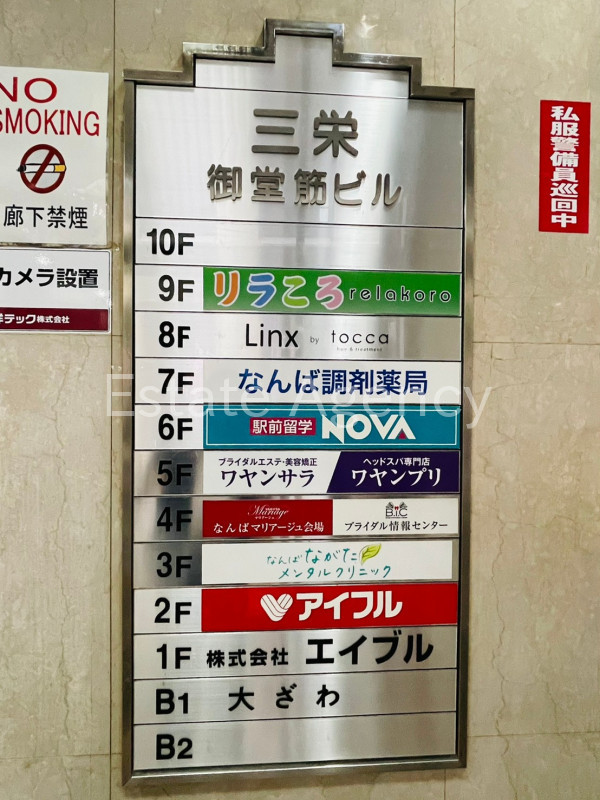 NO
SMOKING
廊下禁煙
カメラ設置
テック株式会社
私服警備員巡回中
三栄
御堂筋ビル
10F
9F リラころ relakoro
8F Linx by tocca
hair & treatment
7F なんば調剤薬局
Estate Agency
6F 駅前留学 NOVA
5F ブライダルエステ・美容矯正 ワヤンサラ ヘッドスパ専門店 ワヤンプリ
4F Mariage なんばマリアージュ会場 B.I.C ブライダル情報センター
3F なんばながた
メンタルクリニック
2F アイフル
1F 株式会社 エイブル
B1 大ざわ
B2